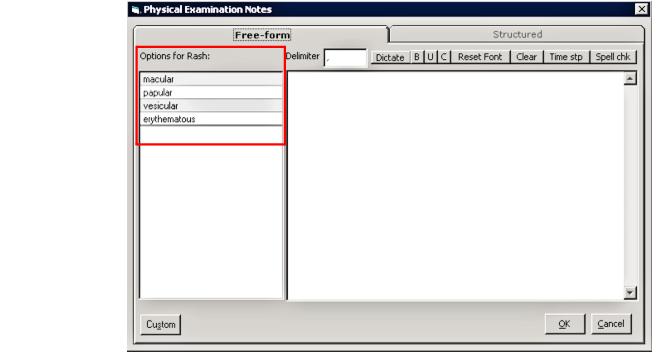 Physical Examination Notes
Free-form Structured
Options for Rash: Delimiter , Dictate B U C Reset Font Clear Time stp Spell chk
macular
papular
vesicular
erythematous
Custom OK Cancel